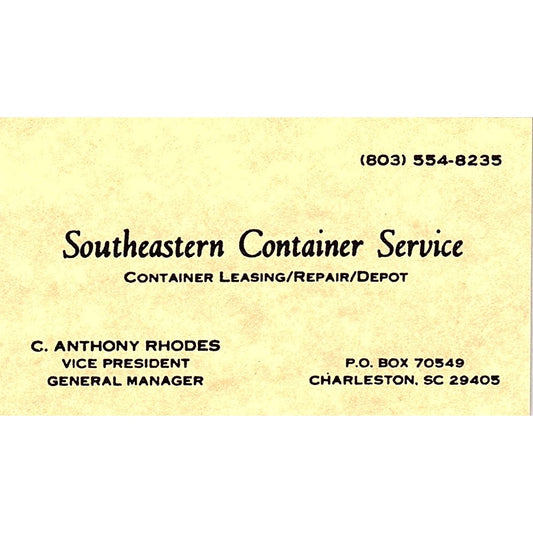 (803) 554-8235
Southeastern Container Service
CONTAINER LEASING/REPAIR/DEPOT
C. ANTHONY RHODES
VICE PRESIDENT
GENERAL MANAGER
P.O. BOX 70549
CHARLESTON, SC 29405